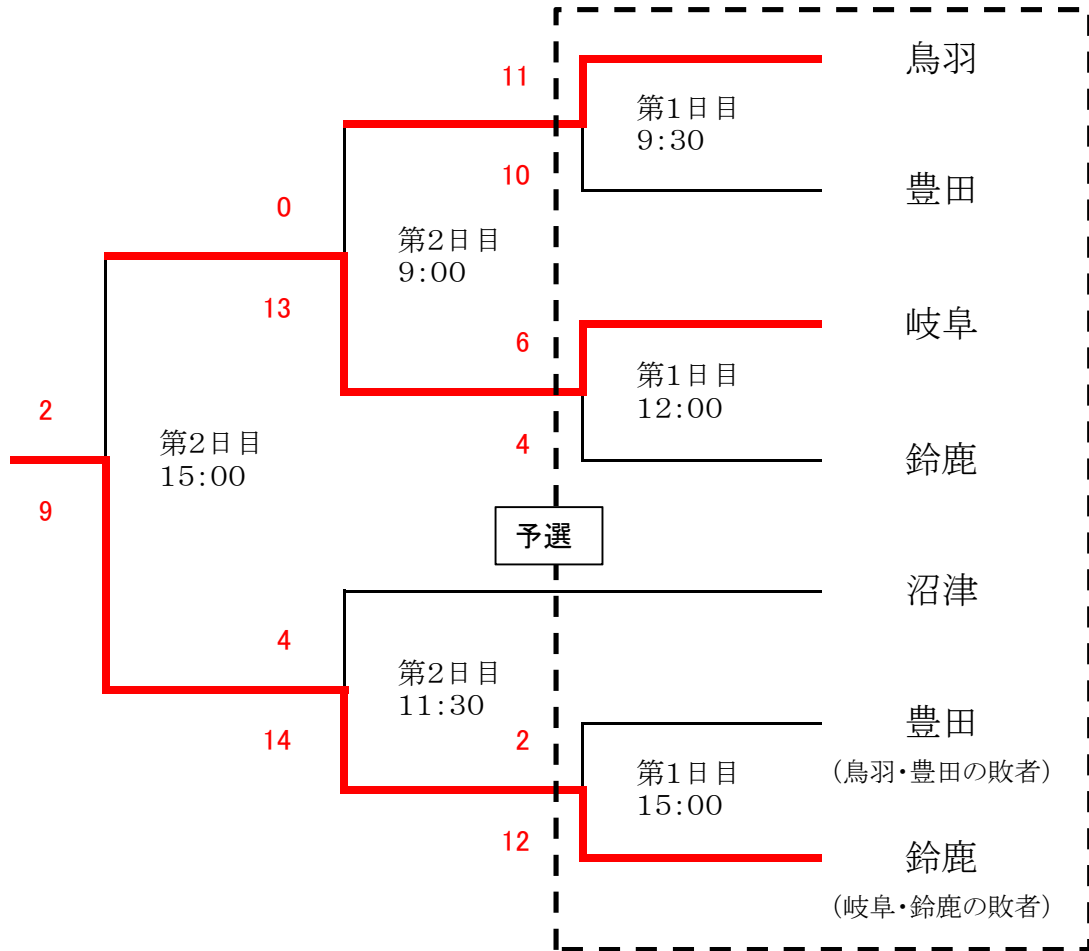 鳥羽
11
第1日目
9:30
10
豊田
0
第2日目
9:00
13
岐阜
6
第1日目
12:00
4
鈴鹿
2
第2日目
15:00
9
予選
沼津
4
第2日目
11:30
14
豊田
(鳥羽・豊田の敗者)
2
第1日目
15:00
12
鈴鹿
(岐阜・鈴鹿の敗者)